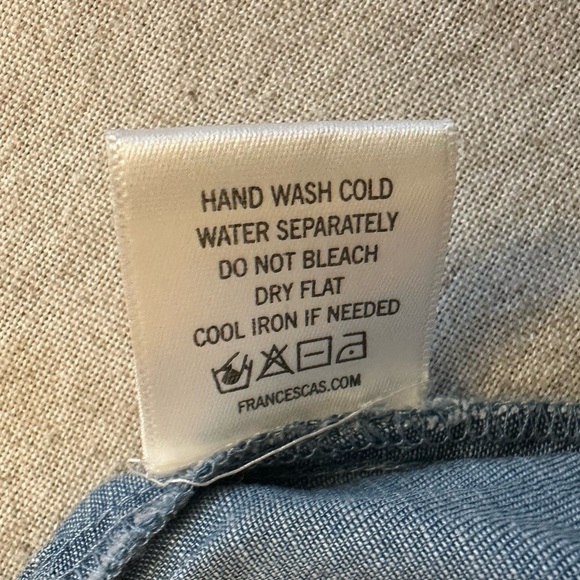 HAND WASH COLD
WATER SEPARATELY
DO NOT BLEACH
DRY FLAT
COOL IRON IF NEEDED
FRANCESCAS.COM